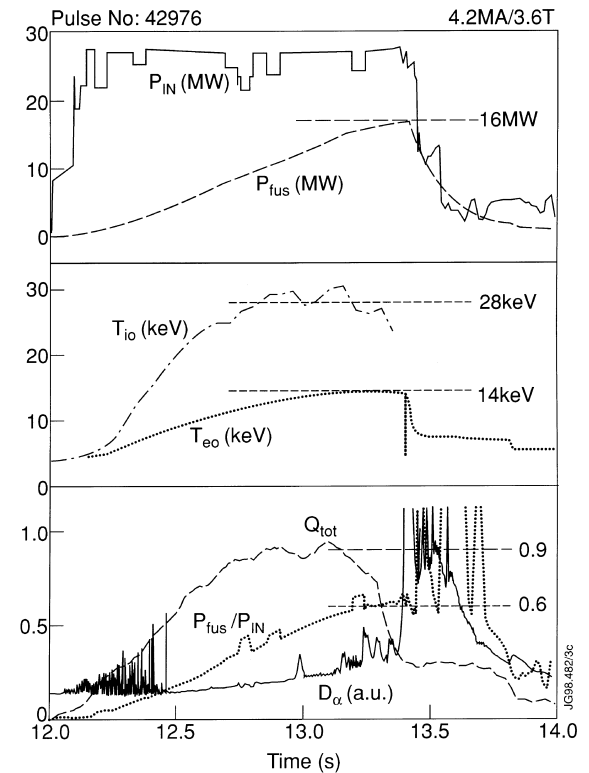 Pulse No: 42976
4.2MA/3.6T
30
P_IN (MW)
20
16MW
10
P_fus (MW)
0
30
28keV
T_io (keV)
20
14keV
10
T_eo (keV)
0
Q_tot
1.0
0.9
P_fus/P_IN
0.6
0.5
D_α (a.u.)
0
12.0 12.5 13.0 13.5 14.0
Time (s)
JG98.482/3c